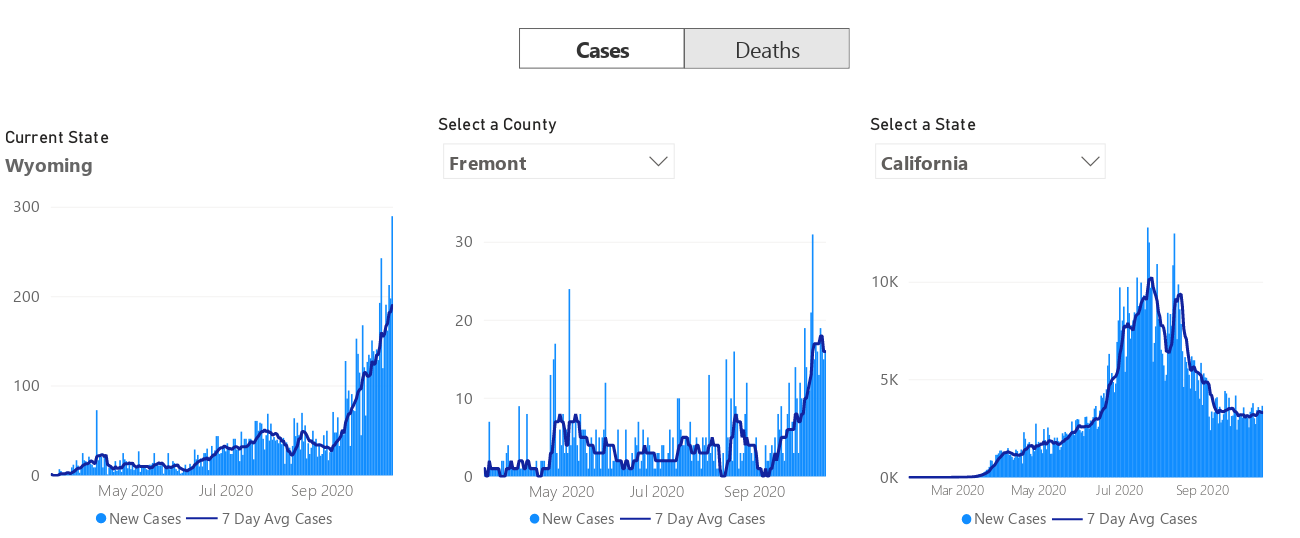 Cases Deaths
Current State
Wyoming
300
200
100
0
May 2020 Jul 2020 Sep 2020
New Cases 7 Day Avg Cases
Select a County
Fremont
30
20
10
0
May 2020 Jul 2020 Sep 2020
New Cases 7 Day Avg Cases
Select a State
California
10K
5K
0K
Mar 2020 May 2020 Jul 2020 Sep 2020
New Cases 7 Day Avg Cases